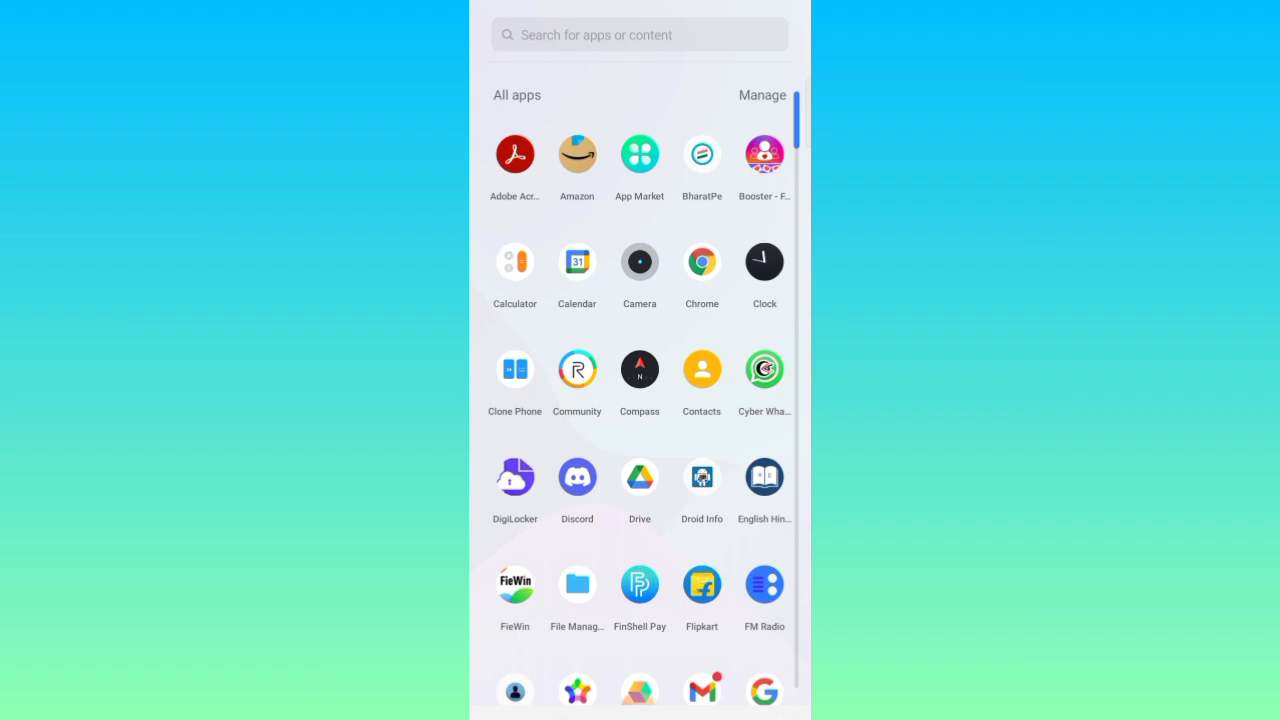 Search for apps or content
All apps Manage
Adobe Acr... Amazon App Market BharatPe Booster - F...
31
Calculator Calendar Camera Chrome Clock
R
N
Clone Phone Community Compass Contacts Cyber Wha...
DigiLocker Discord Drive Droid Info English Hin...
FieWin
FieWin File Manag... FinShell Pay Flipkart FM Radio